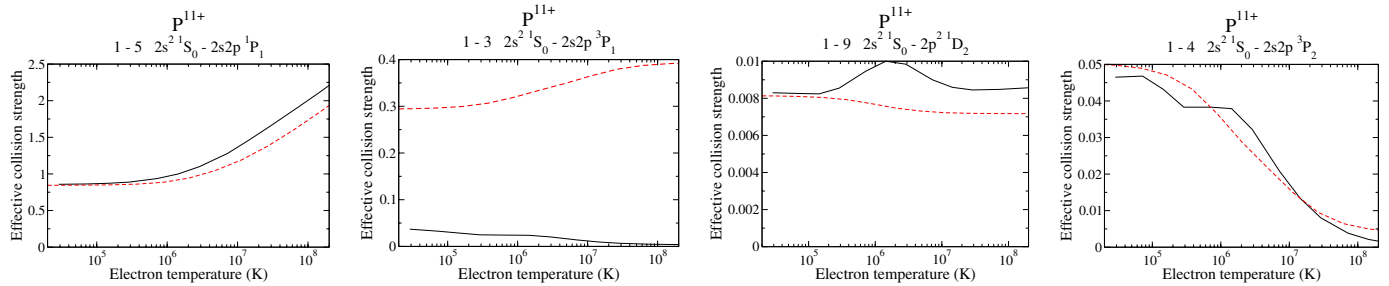 P¹¹⁺
1 - 5 2s² ¹S₀ - 2s2p ¹P₁
Effective collision strength
2.5
2
1.5
1
0.5
0
10⁵ 10⁶ 10⁷ 10⁸
Electron temperature (K)
P¹¹⁺
1 - 3 2s² ¹S₀ - 2s2p ³P₁
Effective collision strength
0.4
0.3
0.2
0.1
0
10⁵ 10⁶ 10⁷ 10⁸
Electron temperature (K)
P¹¹⁺
1 - 9 2s² ¹S₀ - 2p² ¹D₂
Effective collision strength
0.01
0.008
0.006
0.004
0.002
0.000
10⁵ 10⁶ 10⁷ 10⁸
Electron temperature (K)
P¹¹⁺
1 - 4 2s² ¹S₀ - 2s2p ³P₂
Effective collision strength
0.05
0.04
0.03
0.02
0.01
0
10⁵ 10⁶ 10⁷ 10⁸
Electron temperature (K)